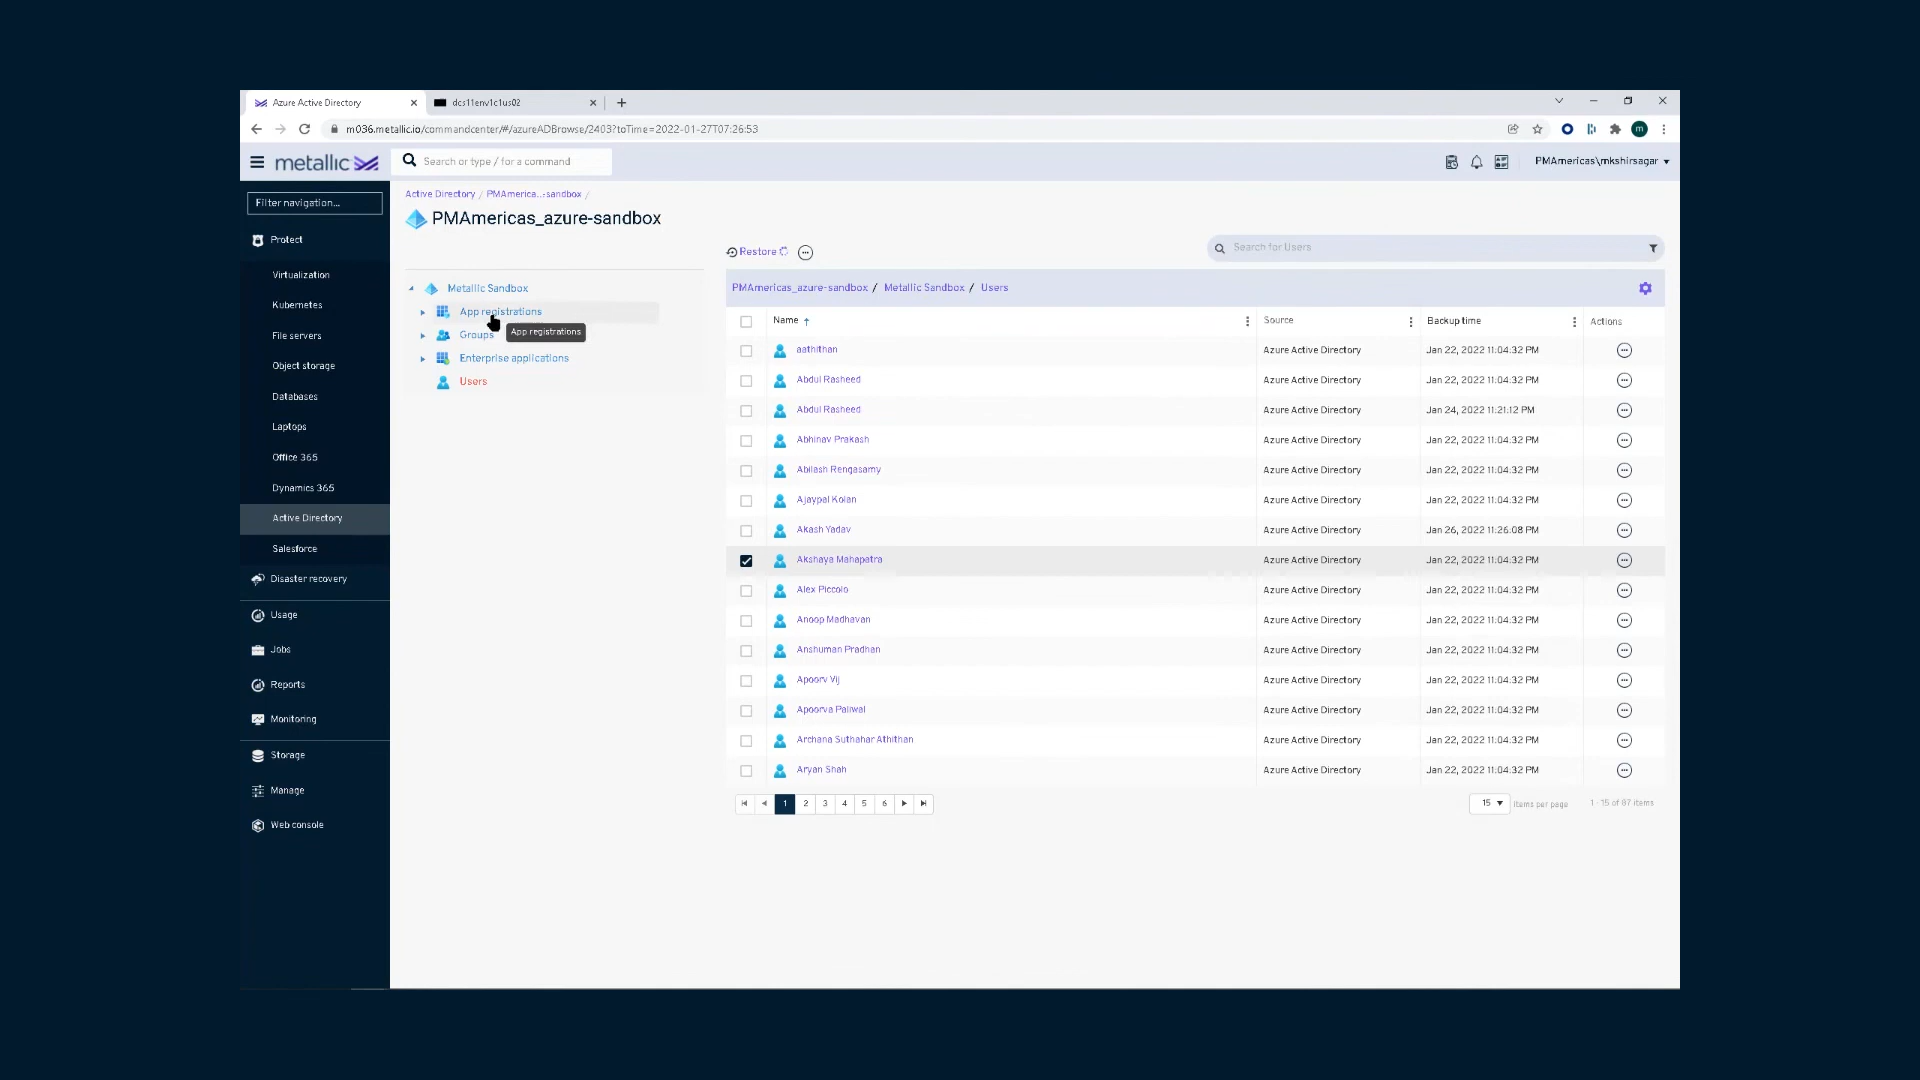 Azure Active Directory
dcs11env1c1us02
m036.metallic.io/commandcenter/#/azureADBrowse/2403?toTime=2022-01-27T07:26:53
m
metallic
Search or type / for a command
PMAmericas\mkshirsagar
Filter navigation...
Protect
Virtualization
Kubernetes
File servers
Object storage
Databases
Laptops
Office 365
Dynamics 365
Active Directory
Salesforce
Disaster recovery
Usage
Jobs
Reports
Monitoring
Storage
Manage
Web console
Active Directory / PMAmerica...-sandbox /
PMAmericas_azure-sandbox
Metallic Sandbox
App registrations
App registrations
Groups
Enterprise applications
Users
Restore
Search for Users
PMAmericas_azure-sandbox / Metallic Sandbox / Users
Name Source Backup time Actions
aathithan Azure Active Directory Jan 22, 2022 11:04:32 PM
Abdul Rasheed Azure Active Directory Jan 22, 2022 11:04:32 PM
Abdul Rasheed Azure Active Directory Jan 24, 2022 11:21:12 PM
Abhinav Prakash Azure Active Directory Jan 22, 2022 11:04:32 PM
Abilash Rengasamy Azure Active Directory Jan 22, 2022 11:04:32 PM
Ajaypal Kolan Azure Active Directory Jan 22, 2022 11:04:32 PM
Akash Yadav Azure Active Directory Jan 26, 2022 11:26:08 PM
Akshaya Mahapatra Azure Active Directory Jan 22, 2022 11:04:32 PM
Alex Piccolo Azure Active Directory Jan 22, 2022 11:04:32 PM
Anoop Madhavan Azure Active Directory Jan 22, 2022 11:04:32 PM
Anshuman Pradhan Azure Active Directory Jan 22, 2022 11:04:32 PM
Apoorv Vij Azure Active Directory Jan 22, 2022 11:04:32 PM
Apoorva Paliwal Azure Active Directory Jan 22, 2022 11:04:32 PM
Archana Suthahar Athithan Azure Active Directory Jan 22, 2022 11:04:32 PM
Aryan Shah Azure Active Directory Jan 22, 2022 11:04:32 PM
1 2 3 4 5 6
15 items per page 1 - 15 of 87 items